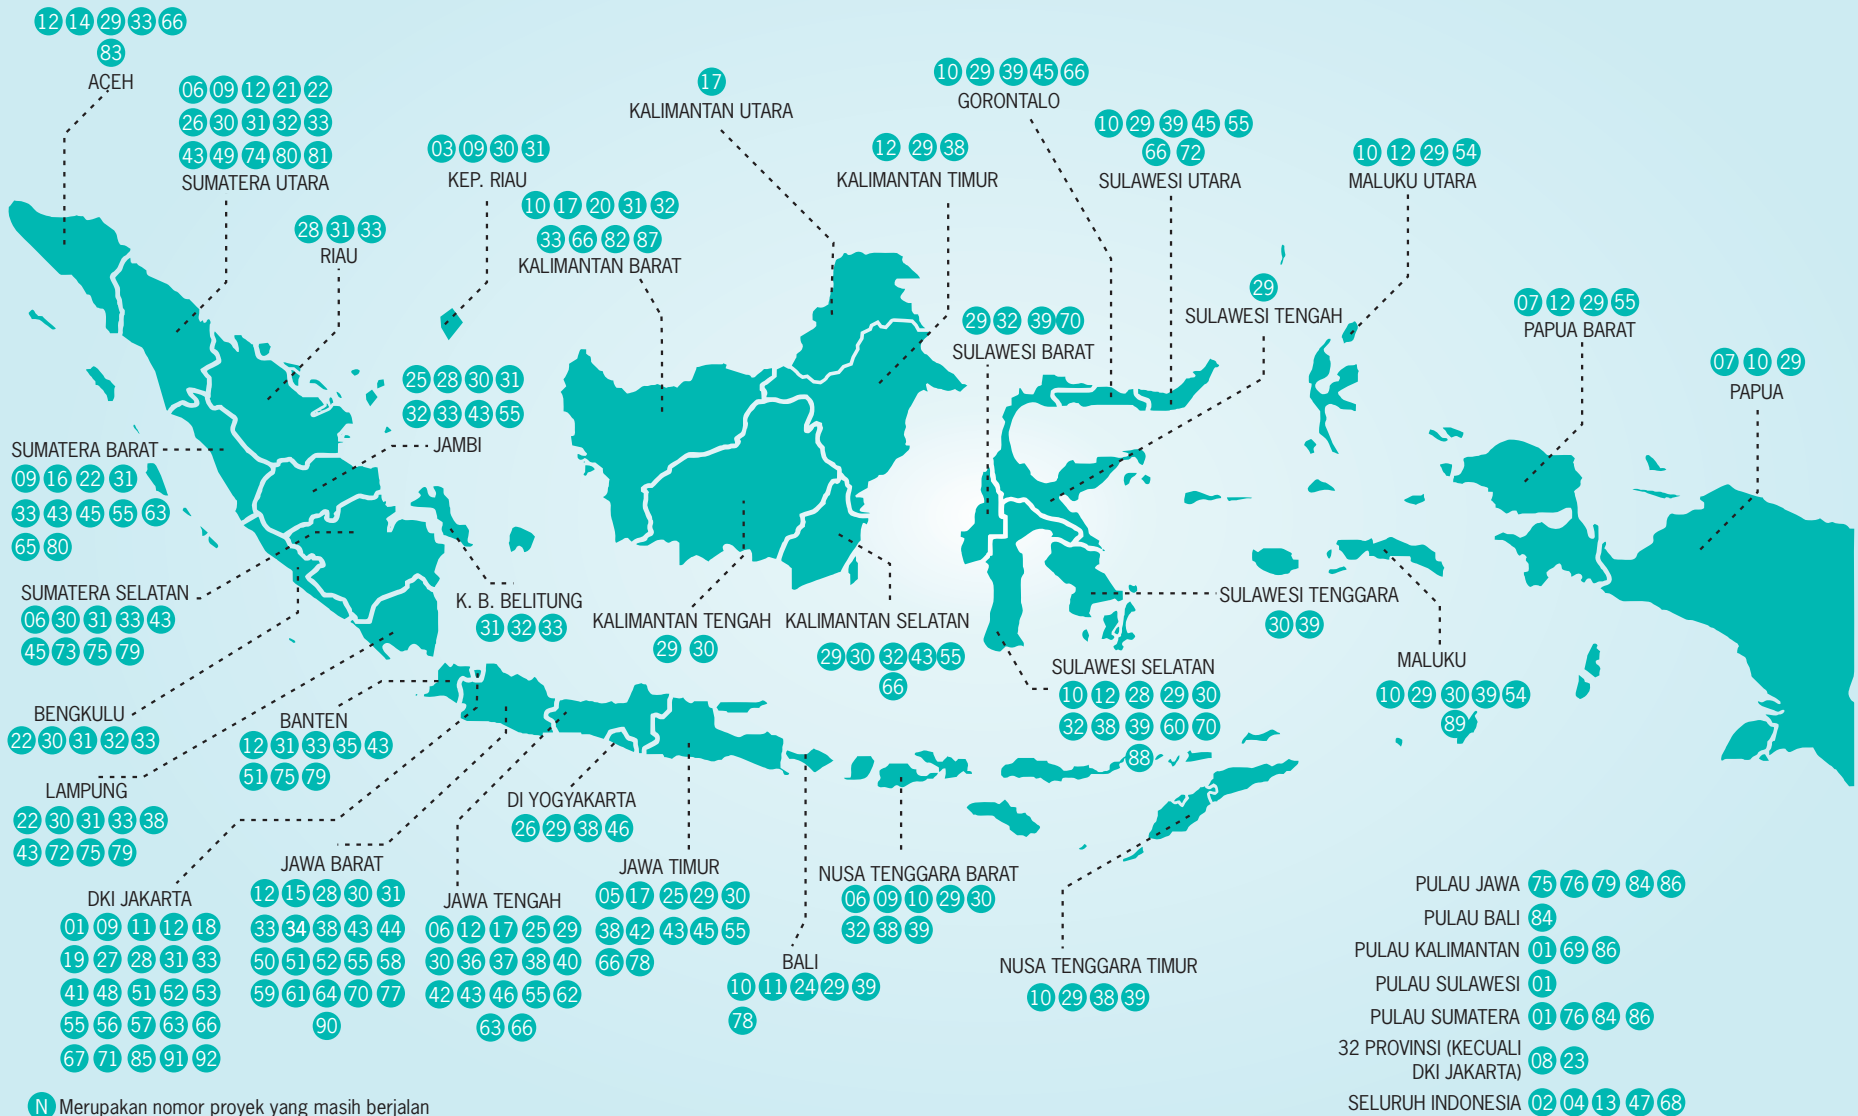 12 14 29 33 66
83
AÇEH
06 09 12 21 22
26 30 31 32 33
43 49 74 80 81
SUMATERA UTARA
28 31 33
RIAU
03 09 30 31
KEP. RIAU
10 17 20 31 32
33 66 82 87
KALIMANTAN BARAT
17
KALIMANTAN UTARA
12 29 38
KALIMANTAN TIMUR
10 29 39 45 66
GORONTALO
10 29 39 45 55
66 72
SULAWESI UTARA
10 12 29 54
MALUKU UTARA
29
SULAWESI TENGAH
29 32 39 70
SULAWESI BARAT
07 12 29 55
PAPUA BARAT
07 10 29
PAPUA
25 28 30 31
32 33 43 55
JAMBI
SUMATERA BARAT
09 16 22 31
33 43 45 55 63
65 80
SUMATERA SELATAN
06 30 31 33 43
45 73 75 79
K. B. BELITUNG
31 32 33
KALIMANTAN TENGAH
29 30
KALIMANTAN SELATAN
29 30 32 43 55
66
SULAWESI TENGGARA
30 39
SULAWESI SELATAN
10 12 28 29 30
32 38 39 60 70
88
MALUKU
10 29 30 39 54
89
BENGKULU
22 30 31 32 33
BANTEN
12 31 33 35 43
51 75 79
LAMPUNG
22 30 31 33 38
43 72 75 79
DI YOGYAKARTA
26 29 38 46
DKI JAKARTA
01 09 11 12 18
19 27 28 31 33
41 48 51 52 53
55 56 57 63 66
67 71 85 91 92
JAWA BARAT
12 15 28 30 31
33 34 38 43 44
50 51 52 55 58
59 61 64 70 77
90
JAWA TENGAH
06 12 17 25 29
30 36 37 38 40
42 43 46 55 62
63 66
JAWA TIMUR
05 17 25 29 30
38 42 43 45 55
66 78
BALI
10 11 24 29 39
78
NUSA TENGGARA BARAT
06 09 10 29 30
32 38 39
NUSA TENGGARA TIMUR
10 29 38 39
PULAU JAWA 75 76 79 84 86
PULAU BALI 84
PULAU KALIMANTAN 01 69 86
PULAU SULAWESI 01
PULAU SUMATERA 01 76 84 86
32 PROVINSI (KECUALI
DKI JAKARTA) 08 23
SELURUH INDONESIA 02 04 13 47 68
N Merupakan nomor proyek yang masih berjalan